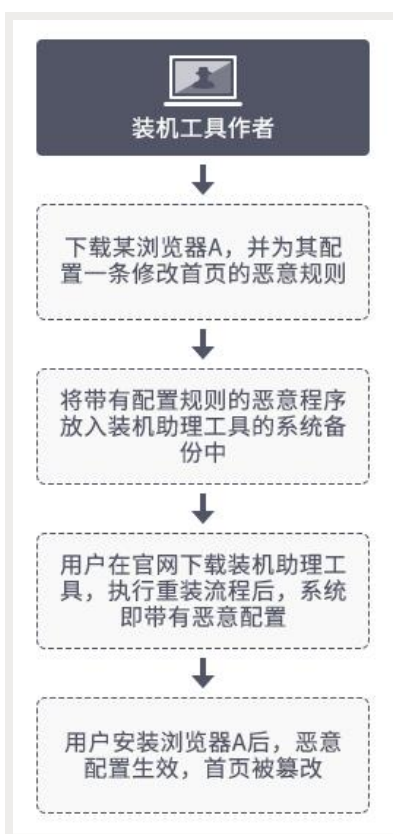 装机工具作者
下载某浏览器A，并为其配
置一条修改首页的恶意规则
将带有配置规则的恶意程序
放入装机助理工具的系统备
份中
用户在官网下载装机助理工
具，执行重装流程后，系统
即带有恶意配置
用户安装浏览器A后，恶意
配置生效，首页被篡改